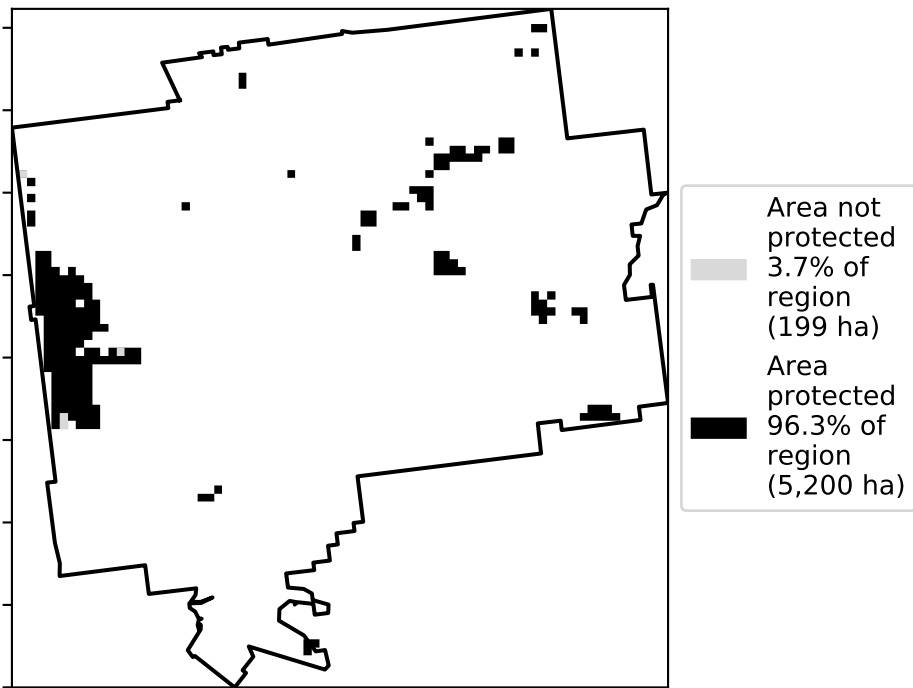 Area not
protected
3.7% of
region
(199 ha)
Area
protected
96.3% of
region
(5,200 ha)